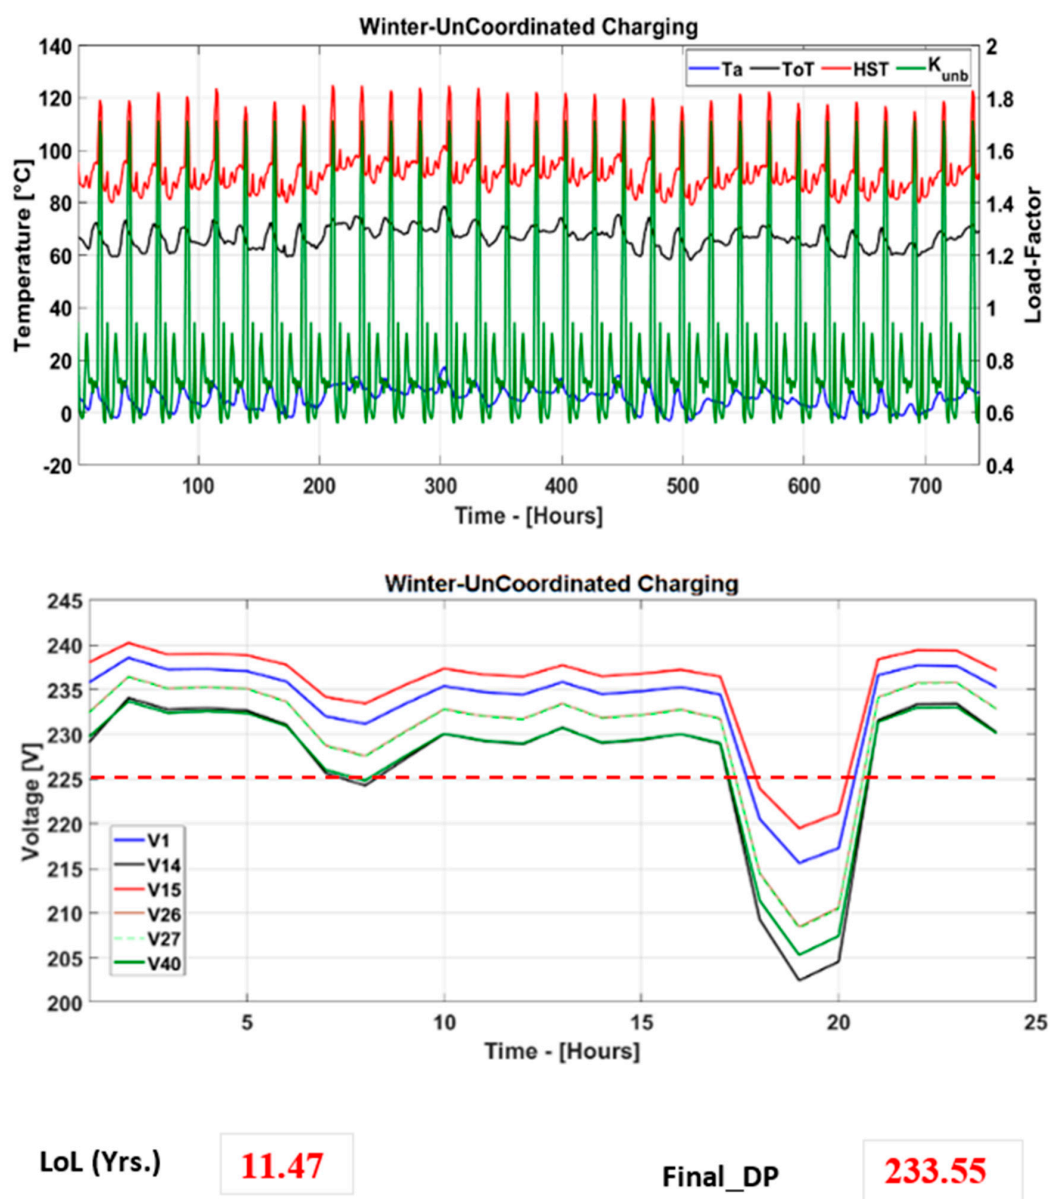 Winter-UnCoordinated Charging
Ta ToT HST K_unb
140
120
100
80
60
40
20
0
-20
Temperature [°C]
2
1.8
1.6
1.4
1.2
1
0.8
0.6
0.4
Load-Factor
100 200 300 400 500 600 700
Time - [Hours]
Winter-UnCoordinated Charging
245
240
235
230
225
220
215
210
205
200
Voltage [V]
V1
V14
V15
V26
V27
V40
5 10 15 20 25
Time - [Hours]
LoL (Yrs.) 11.47 Final_DP 233.55